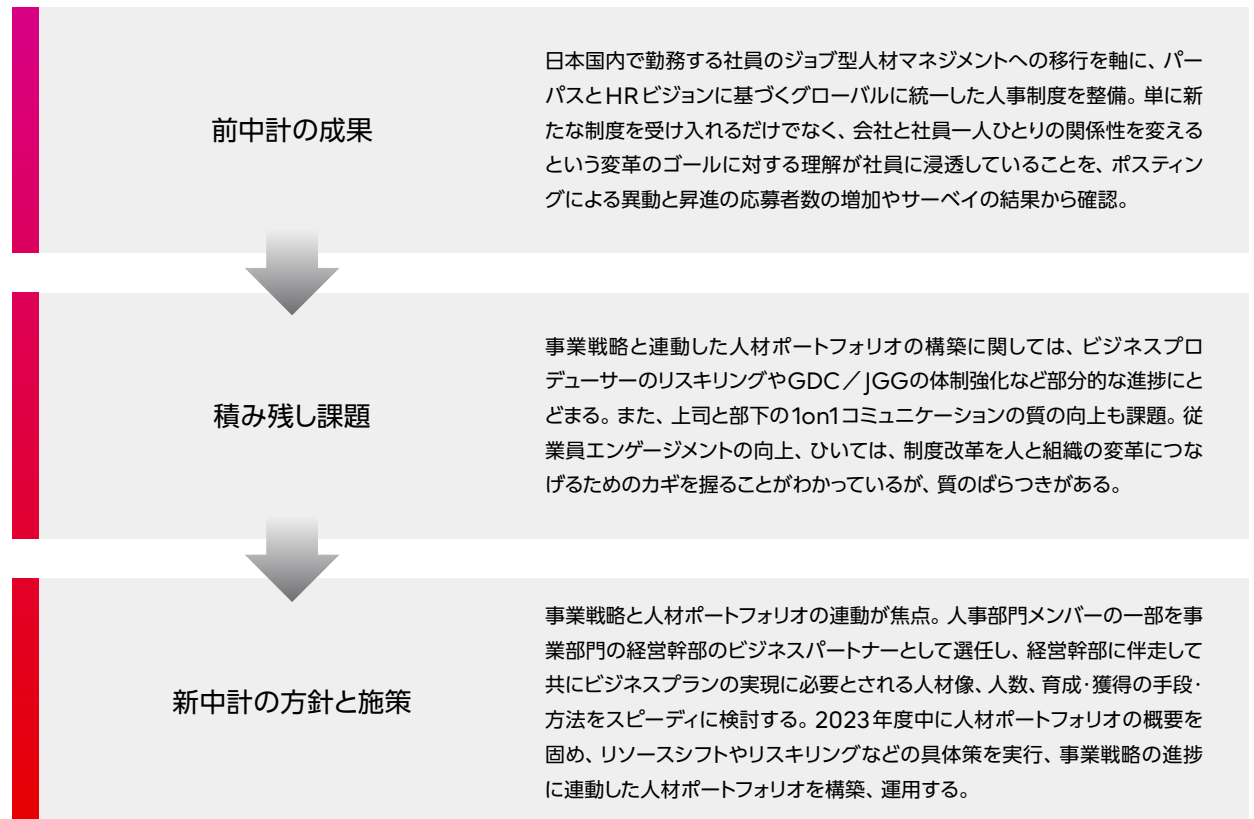 前中計の成果
日本国内で勤務する社員のジョブ型人材マネジメントへの移行を軸に、パー
パスとHRビジョンに基づくグローバルに統一した人事制度を整備。単に新
たな制度を受け入れるだけでなく、会社と社員一人ひとりの関係性を変える
という変革のゴールに対する理解が社員に浸透していることを、ポスティン
グによる異動と昇進の応募者数の増加やサーベイの結果から確認。
積み残し課題
事業戦略と連動した人材ポートフォリオの構築に関しては、ビジネスプロ
デューサーのリスキリングやGDC／JGGの体制強化など部分的な進捗にと
どまる。また、上司と部下の1on1コミュニケーションの質の向上も課題。従
業員エンゲージメントの向上、ひいては、制度改革を人と組織の変革につな
げるためのカギを握ることがわかっているが、質のばらつきがある。
新中計の方針と施策
事業戦略と人材ポートフォリオの連動が焦点。人事部門メンバーの一部を事
業部門の経営幹部のビジネスパートナーとして選任し、経営幹部に伴走して
共にビジネスプランの実現に必要とされる人材像、人数、育成・獲得の手段・
方法をスピーディに検討する。2023年度中に人材ポートフォリオの概要を
固め、リソースシフトやリスキリングなどの具体策を実行、事業戦略の進捗
に連動した人材ポートフォリオを構築、運用する。